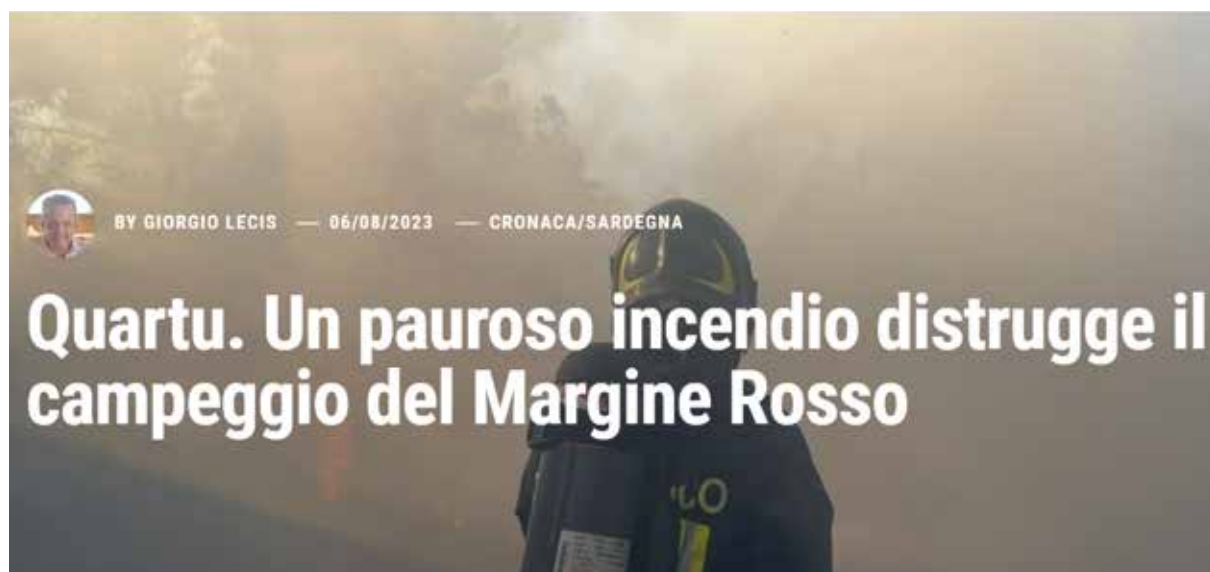 BY GIORGIO LECIS — 06/08/2023 — CRONACA/SARDEGNA
Quartu. Un pauroso incendio distrugge il
campeggio del Margine Rosso